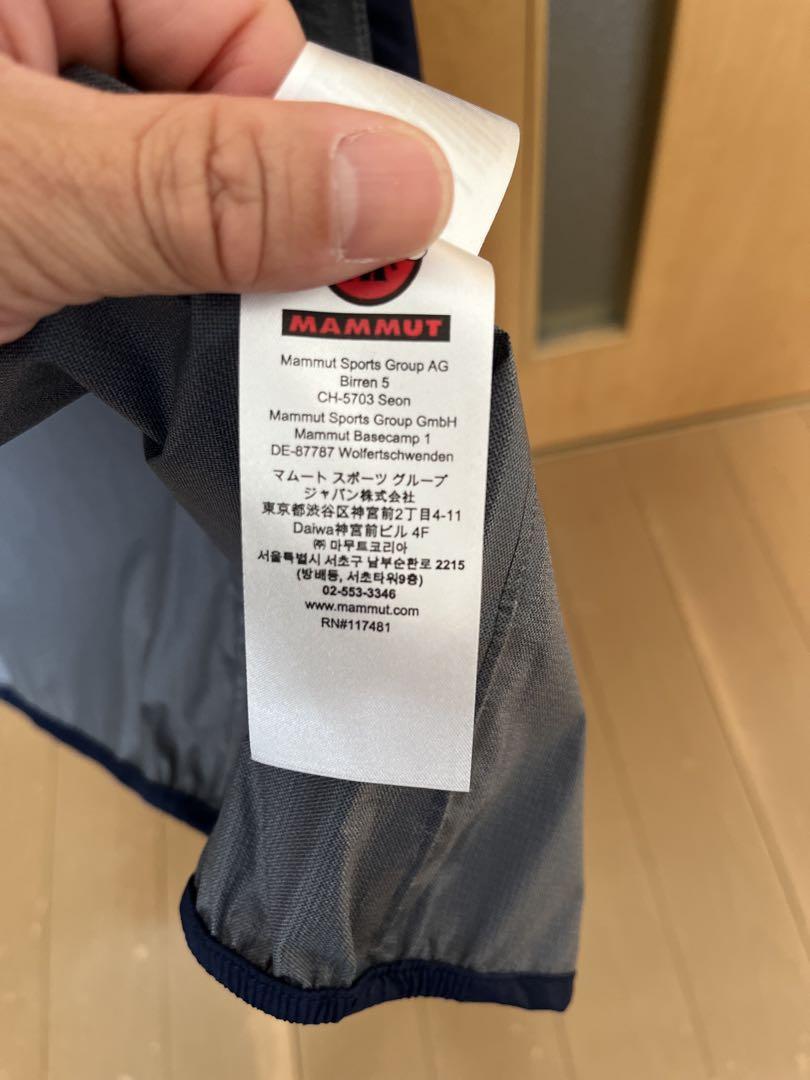 MAMMUT
Mammut Sports Group AG
Birren 5
CH-5703 Seon
Mammut Sports Group GmbH
Mammut Basecamp 1
DE-87787 Wolfertschwenden
マムート スポーツ グループ
ジャパン株式会社
東京都渋谷区神宮前2丁目4-11
Daiwa神宮前ビル 4F
㈜ 마무트코리아
서울특별시 서초구 남부순환로 2215
(방배동, 서초타워9층)
02-553-3346
www.mammut.com
RN#117481